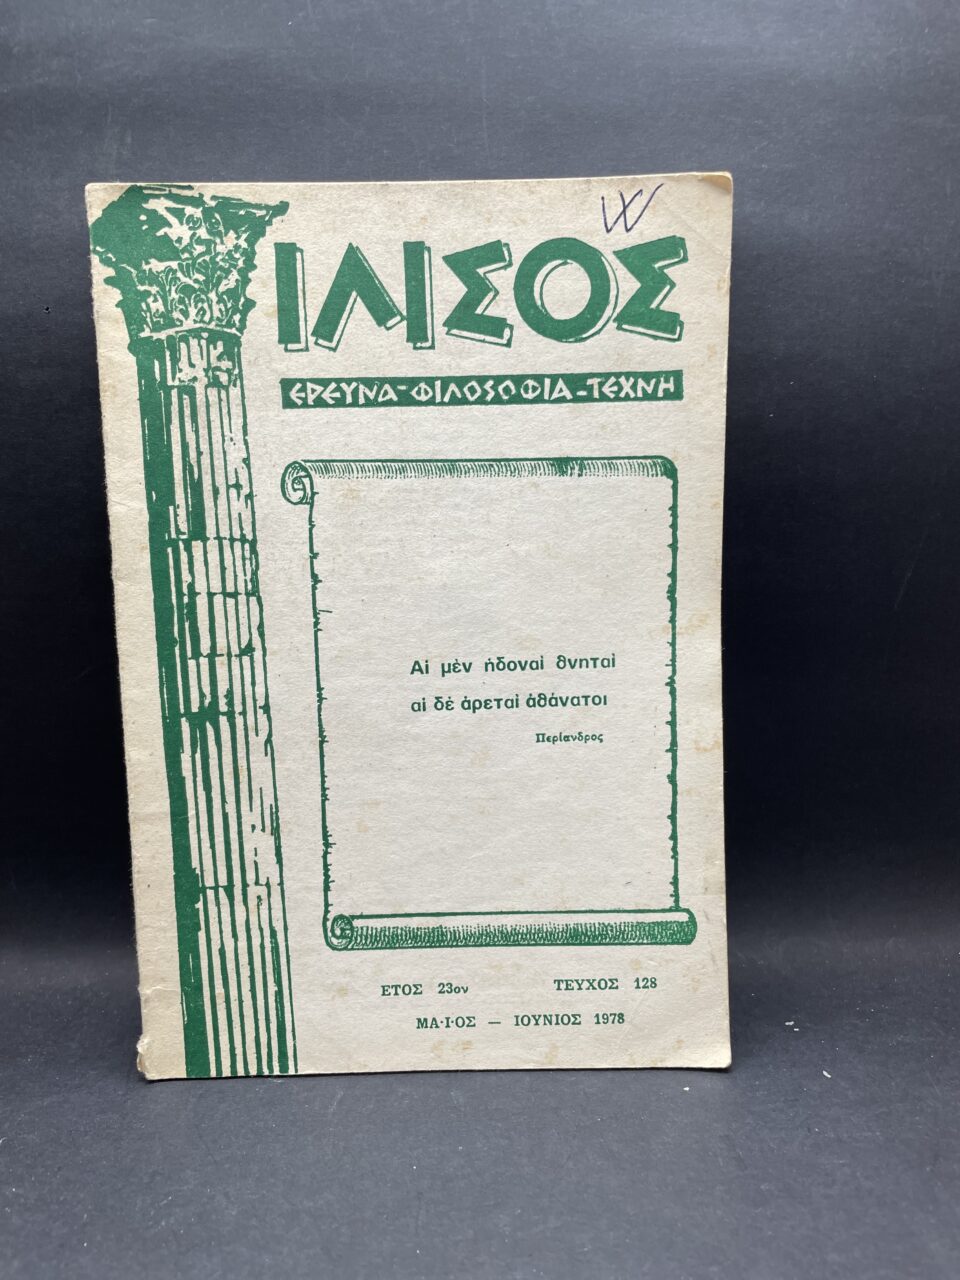 ΙΛΙΣΟΣ
ΕΡΕΥΝΑ-ΦΙΛΟSΟΦΙΑ-ΤΕΧΝΗ
Αἱ μὲν ἡδοναὶ θνηταὶ
αἱ δὲ ἀρεταὶ ἀθάνατοι
Περίανδρος
ΕΤΟΣ 23ον ΤΕΥΧΟΣ 128
ΜΑ·Ι·ΟΣ — ΙΟΥΝΙΟΣ 1978